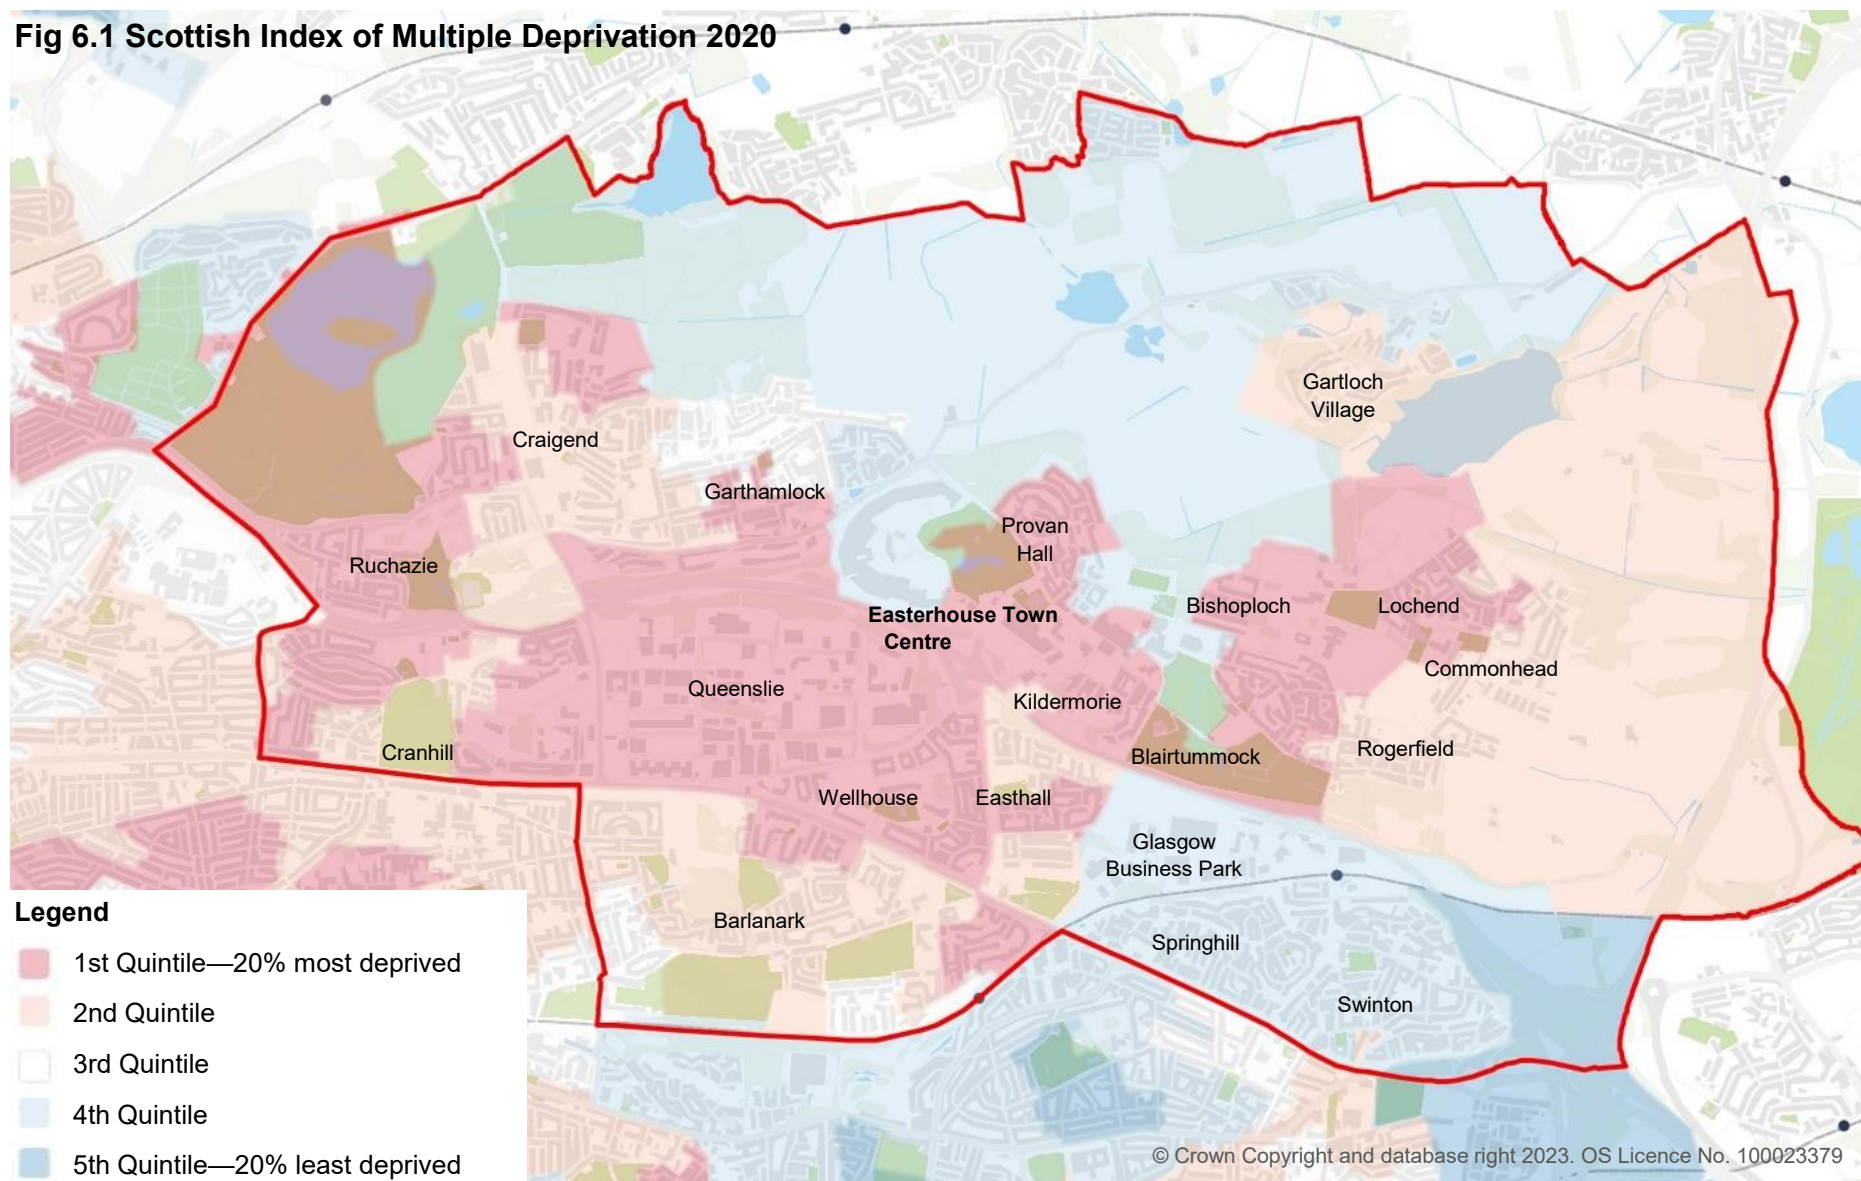 Fig 6.1 Scottish Index of Multiple Deprivation 2020
Gartloch
Village
Craigend
Garthamlock
Provan
Hall
Ruchazie
Easterhouse Town
Centre
Bishoploch
Lochend
Commonhead
Queenslie
Kildermorie
Cranhill
Blairtummock
Rogerfield
Wellhouse
Easthall
Glasgow
Business Park
Barlanark
Springhill
Swinton
Legend
1st Quintile—20% most deprived
2nd Quintile
3rd Quintile
4th Quintile
5th Quintile—20% least deprived
© Crown Copyright and database right 2023. OS Licence No. 100023379